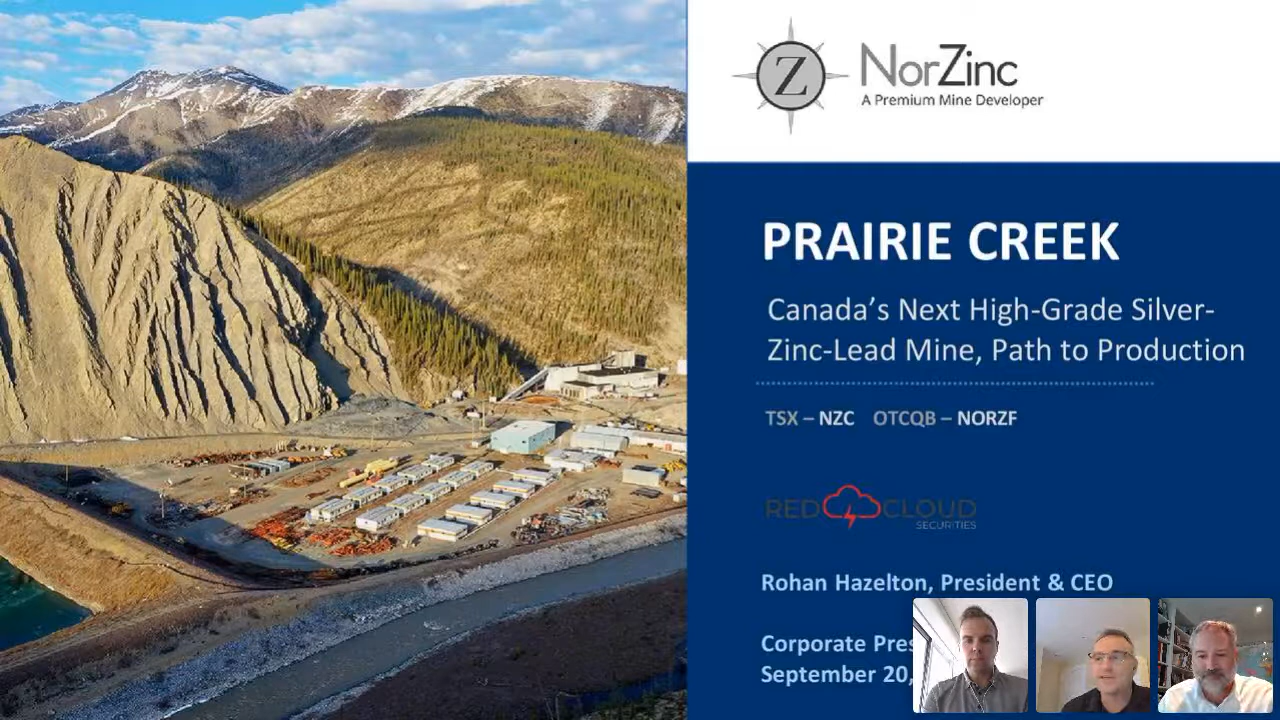 Z
NorZinc
A Premium Mine Developer
PRAIRIE CREEK
Canada's Next High-Grade Silver-
Zinc-Lead Mine, Path to Production
TSX – NZC OTCQB – NORZF
RED CLOUD
SECURITIES
Rohan Hazelton, President & CEO
Corporate
September 20,